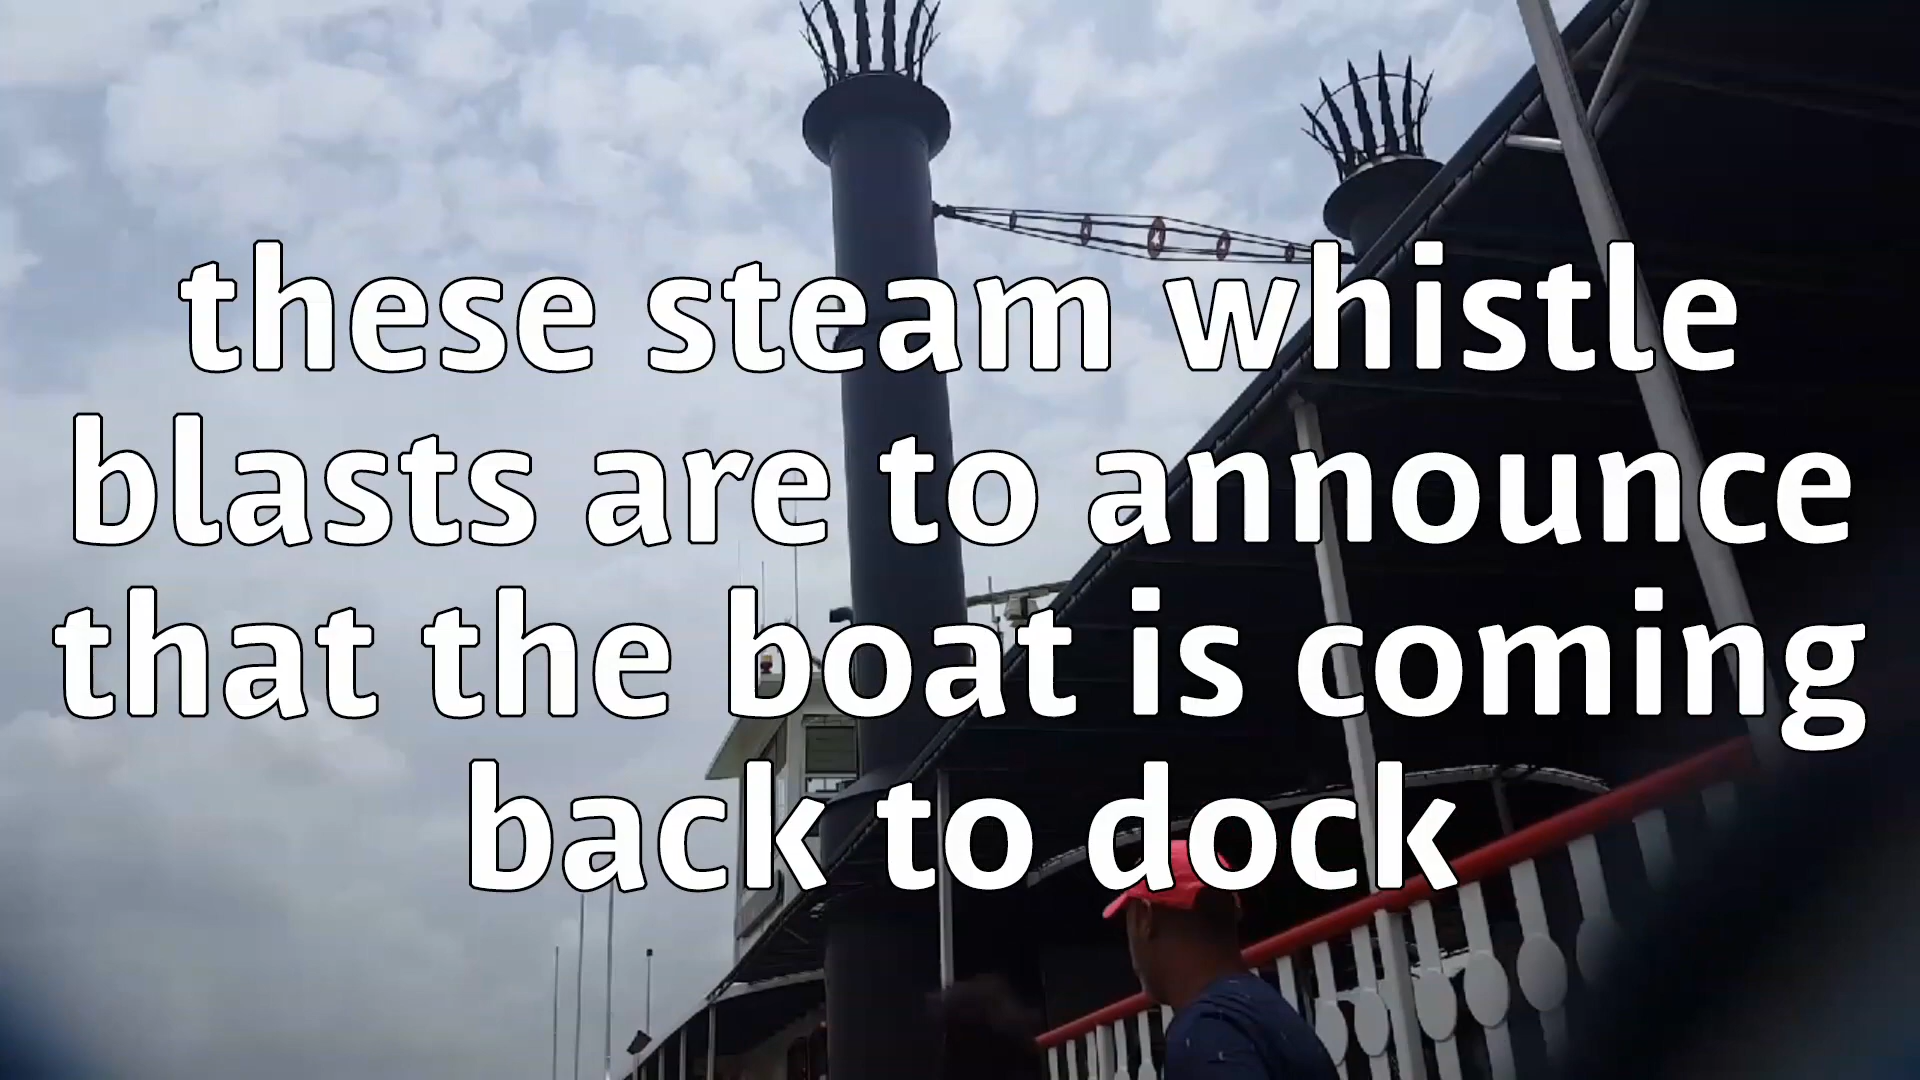 these steam whistle
blasts are to announce
that the boat is coming
back to dock